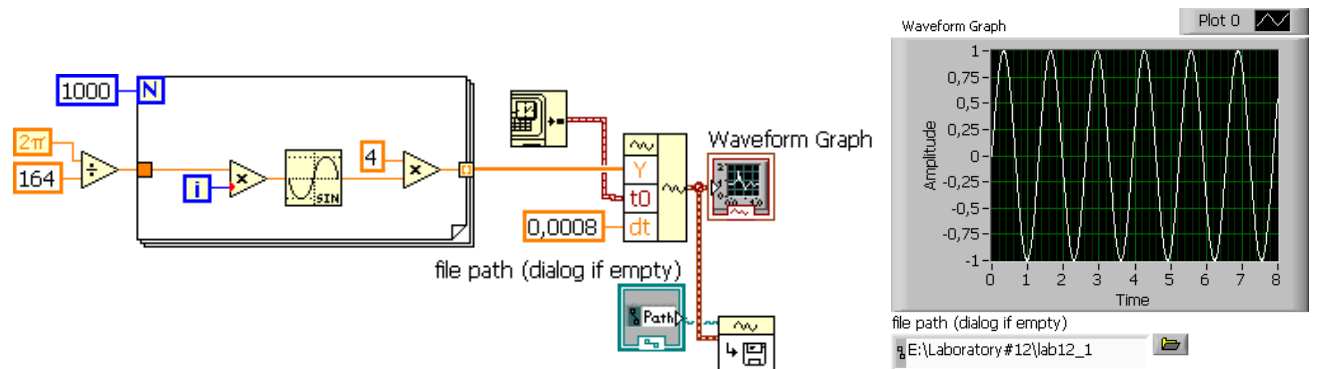 1000
N
2π
÷
164
i
x
SIN
4
x
Y
t0
dt
0,0008
Waveform Graph
file path (dialog if empty)
Path
Waveform Graph
Plot 0
1
0,75
0,5
0,25
0
-0,25
-0,5
-0,75
-1
Amplitude
0 1 2 3 4 5 6 7 8
Time
file path (dialog if empty)
E:\Laboratory#12\lab12_1